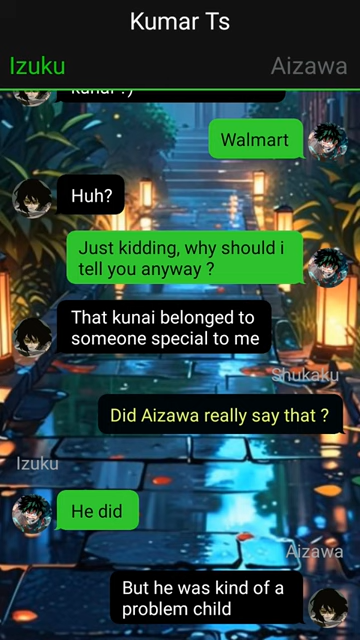 Kumar Ts
Izuku
Aizawa
kunai ?)
Walmart
Huh?
Just kidding, why should i
tell you anyway ?
That kunai belonged to
someone special to me
Shukaku
Did Aizawa really say that ?
Izuku
He did
Aizawa
But he was kind of a
problem child